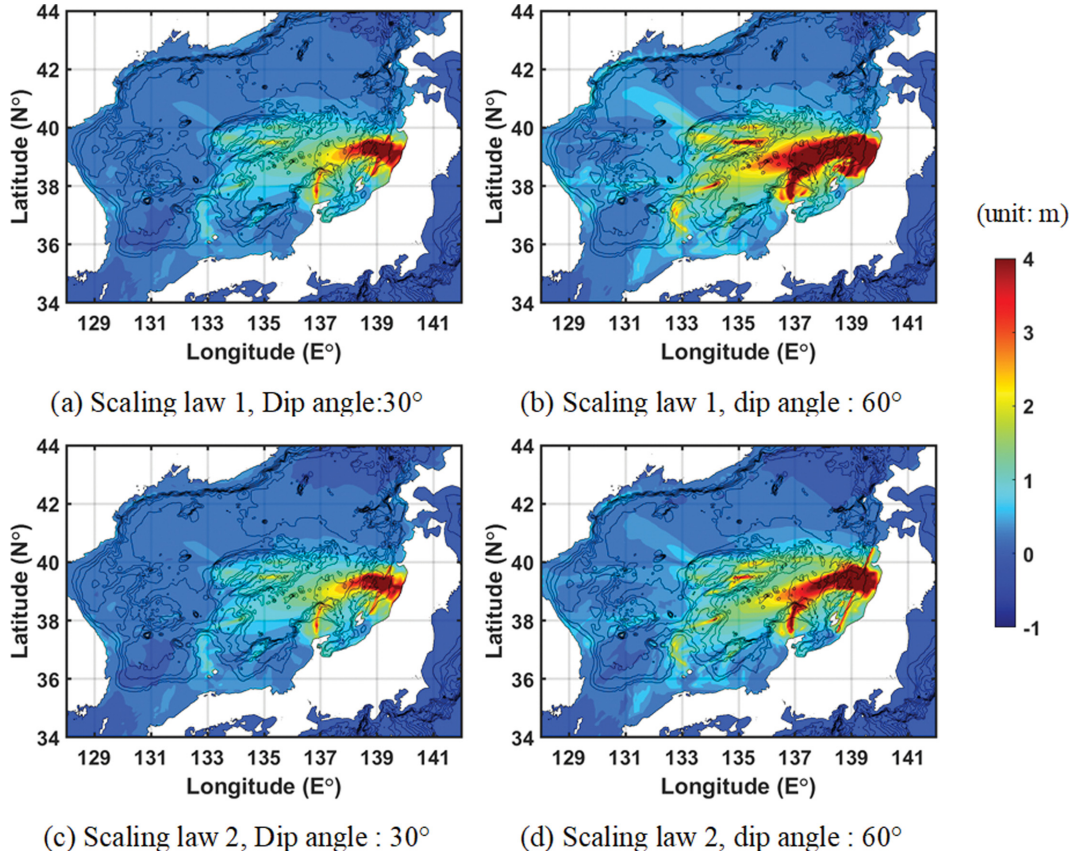 44
42
40
38
36
34
Latitude (N°)
129 131 133 135 137 139 141
Longitude (E°)
(a) Scaling law 1, Dip angle:30°
44
42
40
38
36
34
Latitude (N°)
129 131 133 135 137 139 141
Longitude (E°)
(b) Scaling law 1, dip angle : 60°
(unit: m)
4
3
2
1
0
-1
44
42
40
38
36
34
Latitude (N°)
129 131 133 135 137 139 141
Longitude (E°)
(c) Scaling law 2, Dip angle : 30°
44
42
40
38
36
34
Latitude (N°)
129 131 133 135 137 139 141
Longitude (E°)
(d) Scaling law 2, dip angle : 60°